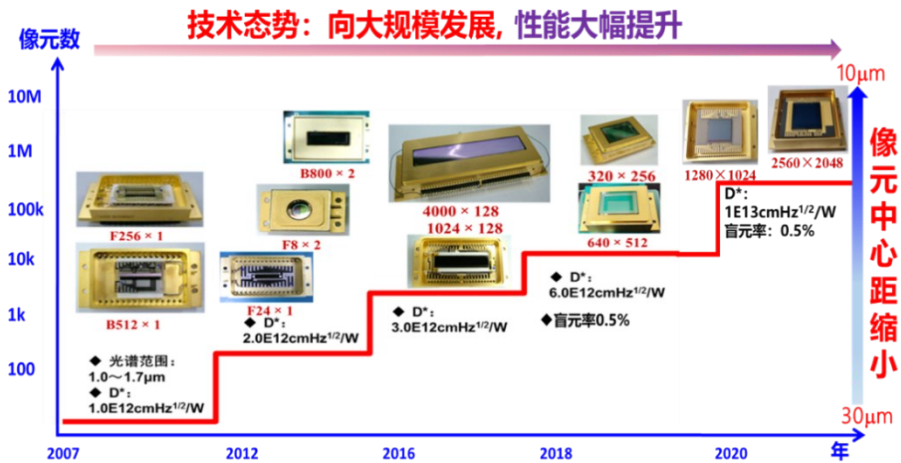 技术态势：向大规模发展, 性能大幅提升
像元数
10M
1M
100k
10k
1k
100
F256 × 1
B512 × 1
◆ 光谱范围：
1.0～1.7μm
◆ D*:
1.0E12cmHz1/2/W
B800 × 2
F8 × 2
F24 × 1
◆ D*:
2.0E12cmHz1/2/W
4000 × 128
1024 × 128
◆ D*:
3.0E12cmHz1/2/W
320 × 256
640 × 512
◆ D*:
6.0E12cmHz1/2/W
◆盲元率0.5%
1280×1024
2560×2048
D*:
1E13cmHz1/2/W
盲元率：0.5%
10μm
像元中心距缩小
30μm
2007
2012
2016
2018
2020
年